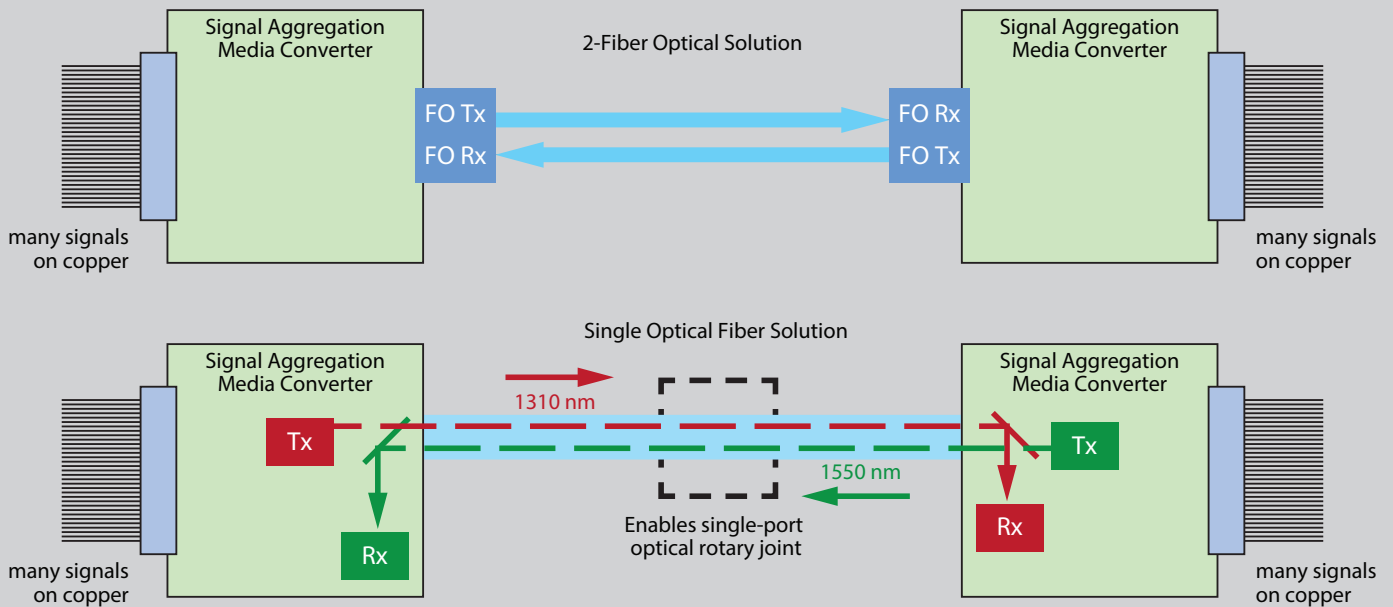 Signal Aggregation
Media Converter
2-Fiber Optical Solution
Signal Aggregation
Media Converter
FO Tx
FO Rx
FO Rx
FO Tx
many signals
on copper
many signals
on copper
Single Optical Fiber Solution
Signal Aggregation
Media Converter
Signal Aggregation
Media Converter
1310 nm
Tx
Tx
1550 nm
Rx
Rx
Enables single-port
optical rotary joint
many signals
on copper
many signals
on copper